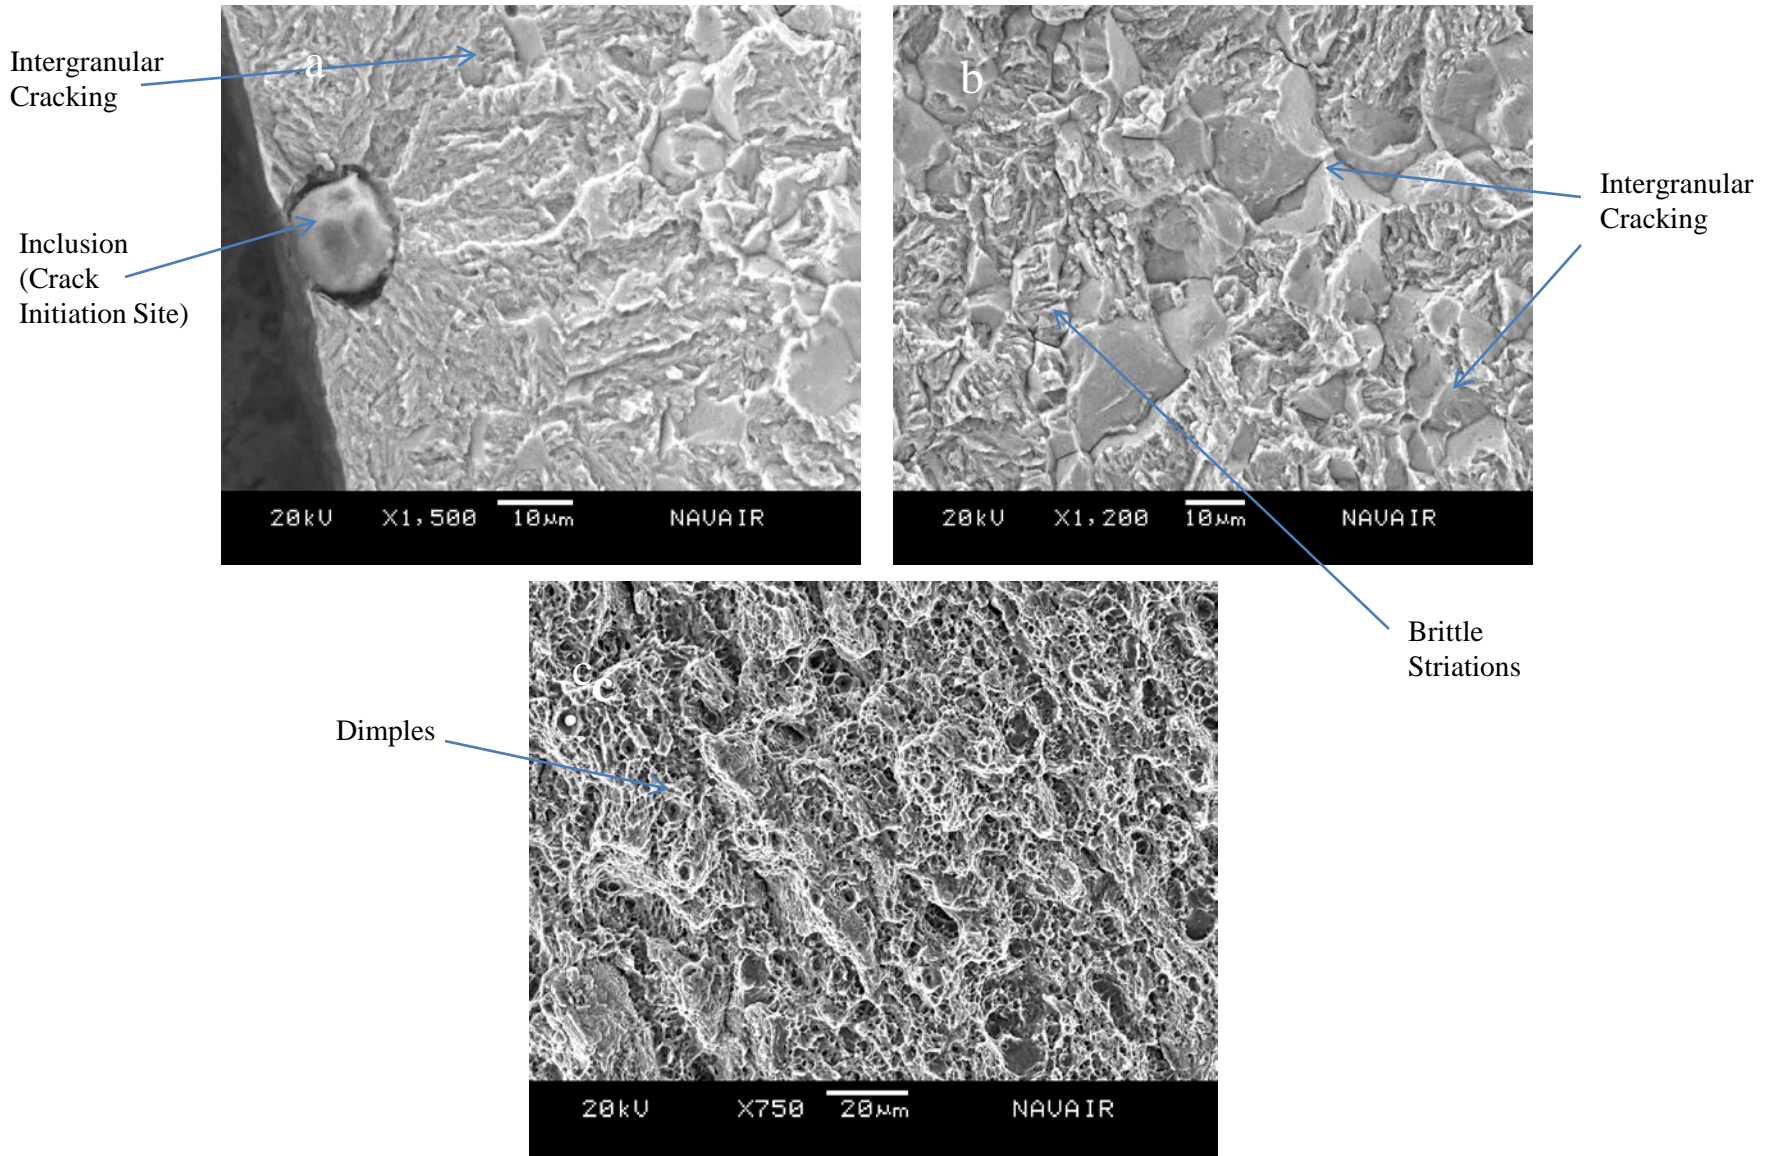 Intergranular
Cracking
a
Inclusion
(Crack
Initiation Site)
20kV X1,500 10µm NAVAIR
b
Intergranular
Cracking
20kV X1,200 10µm NAVAIR
Brittle
Striations
c
c
Dimples
20kV X750 20µm NAVAIR